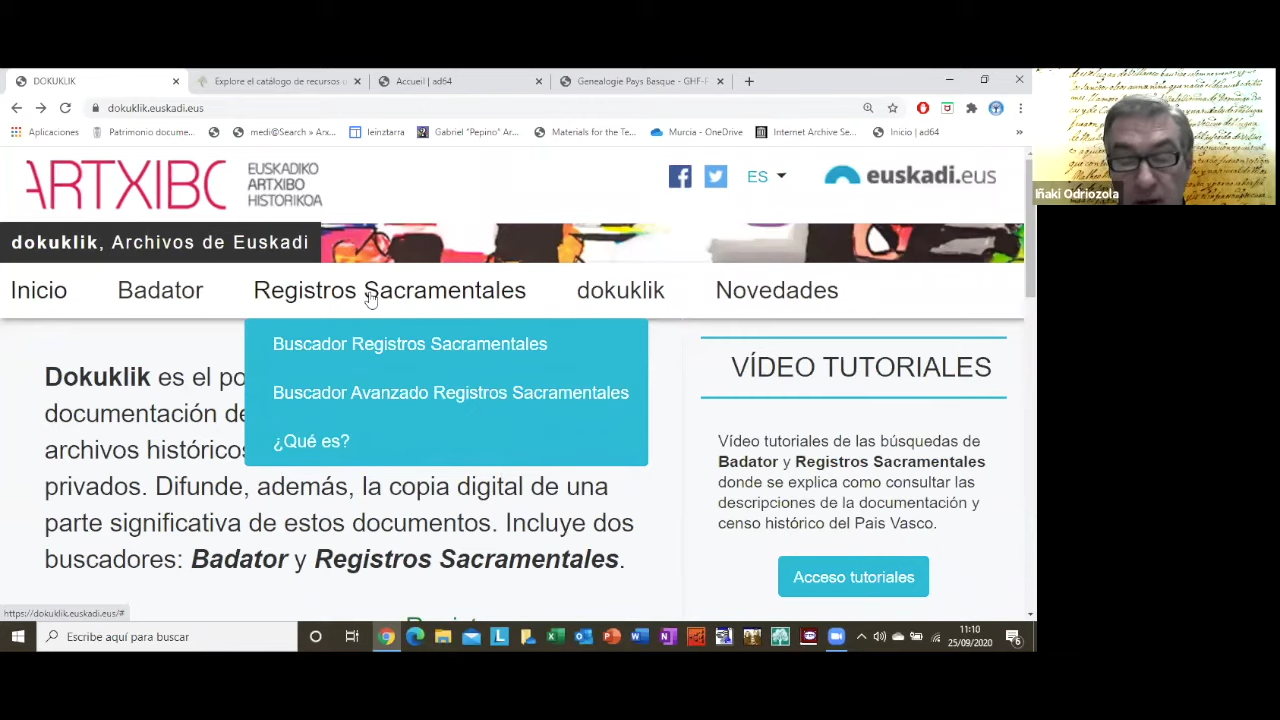 DOKUKLIK
Explore el catálogo de recursos
Accueil | ad64
Genealogie Pays Basque - GHF-
dokuklik.euskadi.eus
Aplicaciones
Patrimonio docume...
medi@Search » Arx...
leinztarra
Gabriel "Pepino" Ar...
Materials for the Te...
Murcia - OneDrive
Internet Archive Se...
Inicio | ad64
»
ARTXIBO
EUSKADIKO
ARTXIBO
HISTORIKOA
ES
euskadi.eus
dokuklik, Archivos de Euskadi
Inicio
Badator
Registros Sacramentales
dokuklik
Novedades
Buscador Registros Sacramentales
Buscador Avanzado Registros Sacramentales
¿Qué es?
Dokuklik es el po
documentación de
archivos históricos
privados. Difunde, además, la copia digital de una
parte significativa de estos documentos. Incluye dos
buscadores: Badator y Registros Sacramentales.
VÍDEO TUTORIALES
Vídeo tutoriales de las búsquedas de
Badator y Registros Sacramentales
donde se explica como consultar las
descripciones de la documentación y
censo histórico del Pais Vasco.
Acceso tutoriales
https://dokuklik.euskadi.eus/#
Escribe aquí para buscar
11:10
25/09/2020
6
Iñaki Odriozola